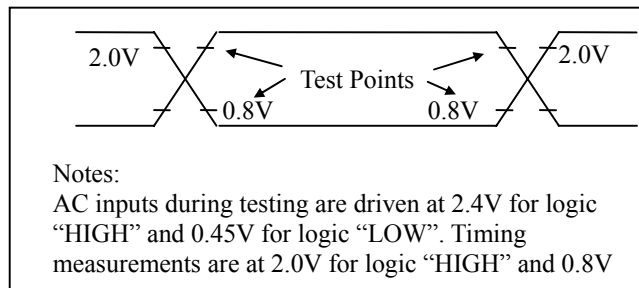 2.0V 2.0V
Test Points
0.8V 0.8V
Notes:
AC inputs during testing are driven at 2.4V for logic
“HIGH” and 0.45V for logic “LOW”. Timing
measurements are at 2.0V for logic “HIGH” and 0.8V